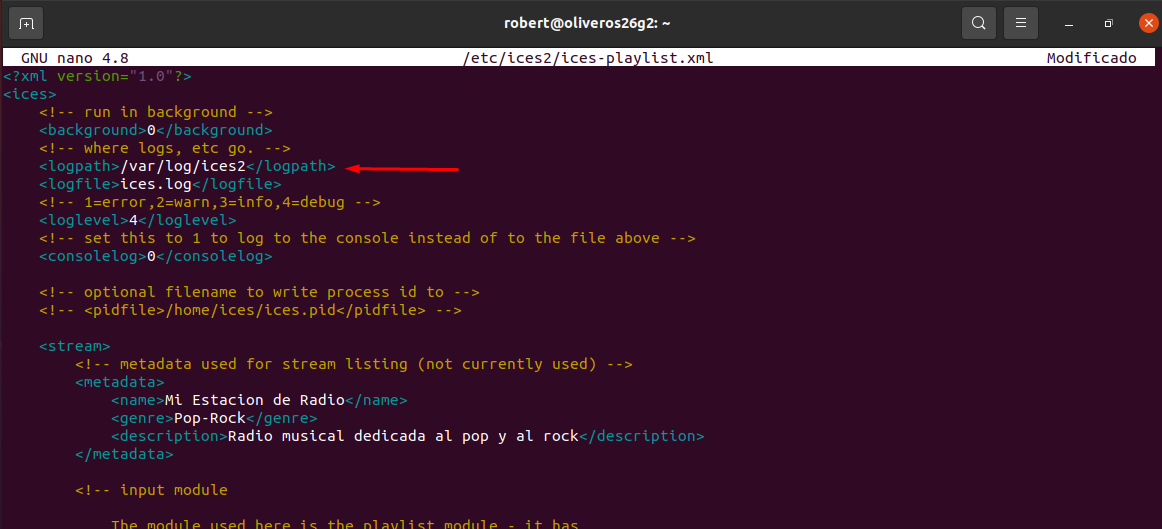 robert@oliveros26g2: ~
GNU nano 4.8 /etc/ices2/ices-playlist.xml Modificado
<?xml version="1.0"?>
<ices>
    <!-- run in background -->
    <background>0</background>
    <!-- where logs, etc go. -->
    <logpath>/var/log/ices2</logpath>
    <logfile>ices.log</logfile>
    <!-- 1=error,2=warn,3=info,4=debug -->
    <loglevel>4</loglevel>
    <!-- set this to 1 to log to the console instead of to the file above -->
    <consolelog>0</consolelog>
    <!-- optional filename to write process id to -->
    <!-- <pidfile>/home/ices/ices.pid</pidfile> -->
    <stream>
        <!-- metadata used for stream listing (not currently used) -->
        <metadata>
            <name>Mi Estacion de Radio</name>
            <genre>Pop-Rock</genre>
            <description>Radio musical dedicada al pop y al rock</description>
        </metadata>
        <!-- input module
            The module used here is the playlist module - it has